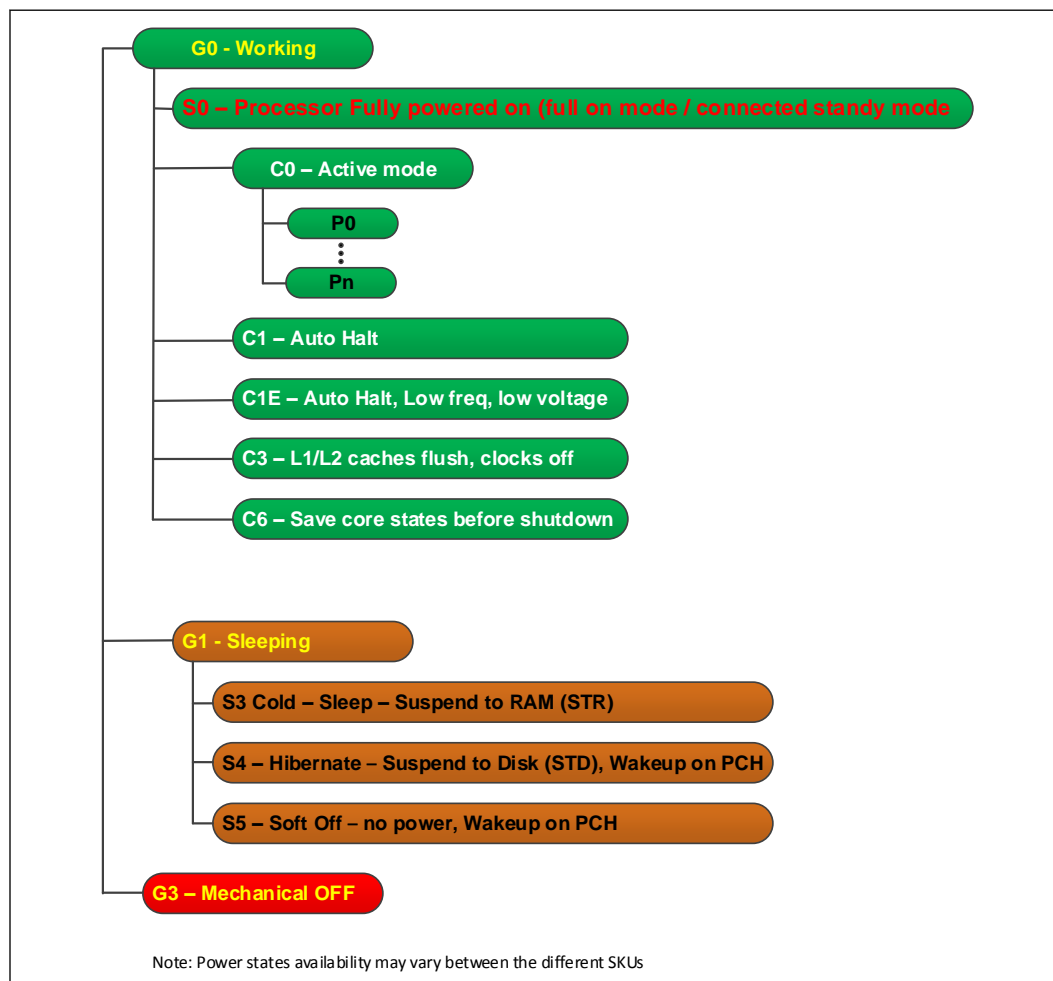 G0 - Working
S0 – Processor Fully powered on (full on mode / connected standy mode
C0 – Active mode
P0
Pn
C1 – Auto Halt
C1E – Auto Halt, Low freq, low voltage
C3 – L1/L2 caches flush, clocks off
C6 – Save core states before shutdown
G1 - Sleeping
S3 Cold – Sleep – Suspend to RAM (STR)
S4 – Hibernate – Suspend to Disk (STD), Wakeup on PCH
S5 – Soft Off – no power, Wakeup on PCH
G3 – Mechanical OFF
Note: Power states availability may vary between the different SKUs